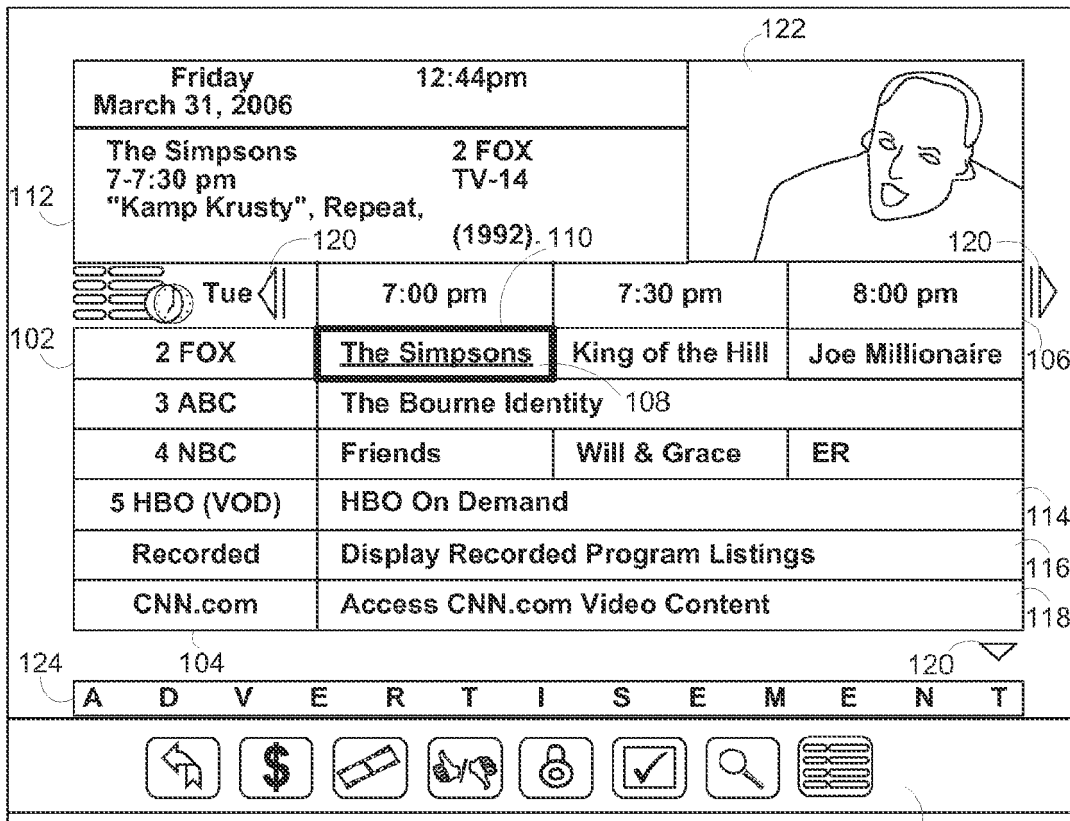 122
Friday 12:44pm
March 31, 2006
The Simpsons 2 FOX
7-7:30 pm TV-14
"Kamp Krusty", Repeat,
(1992).
112
120
110
120
Tue 7:00 pm 7:30 pm 8:00 pm
102
2 FOX The Simpsons King of the Hill Joe Millionaire
106
3 ABC The Bourne Identity 108
4 NBC Friends Will & Grace ER
5 HBO (VOD) HBO On Demand
114
Recorded Display Recorded Program Listings
116
CNN.com Access CNN.com Video Content
118
124 104 120
A D V E R T I S E M E N T
$